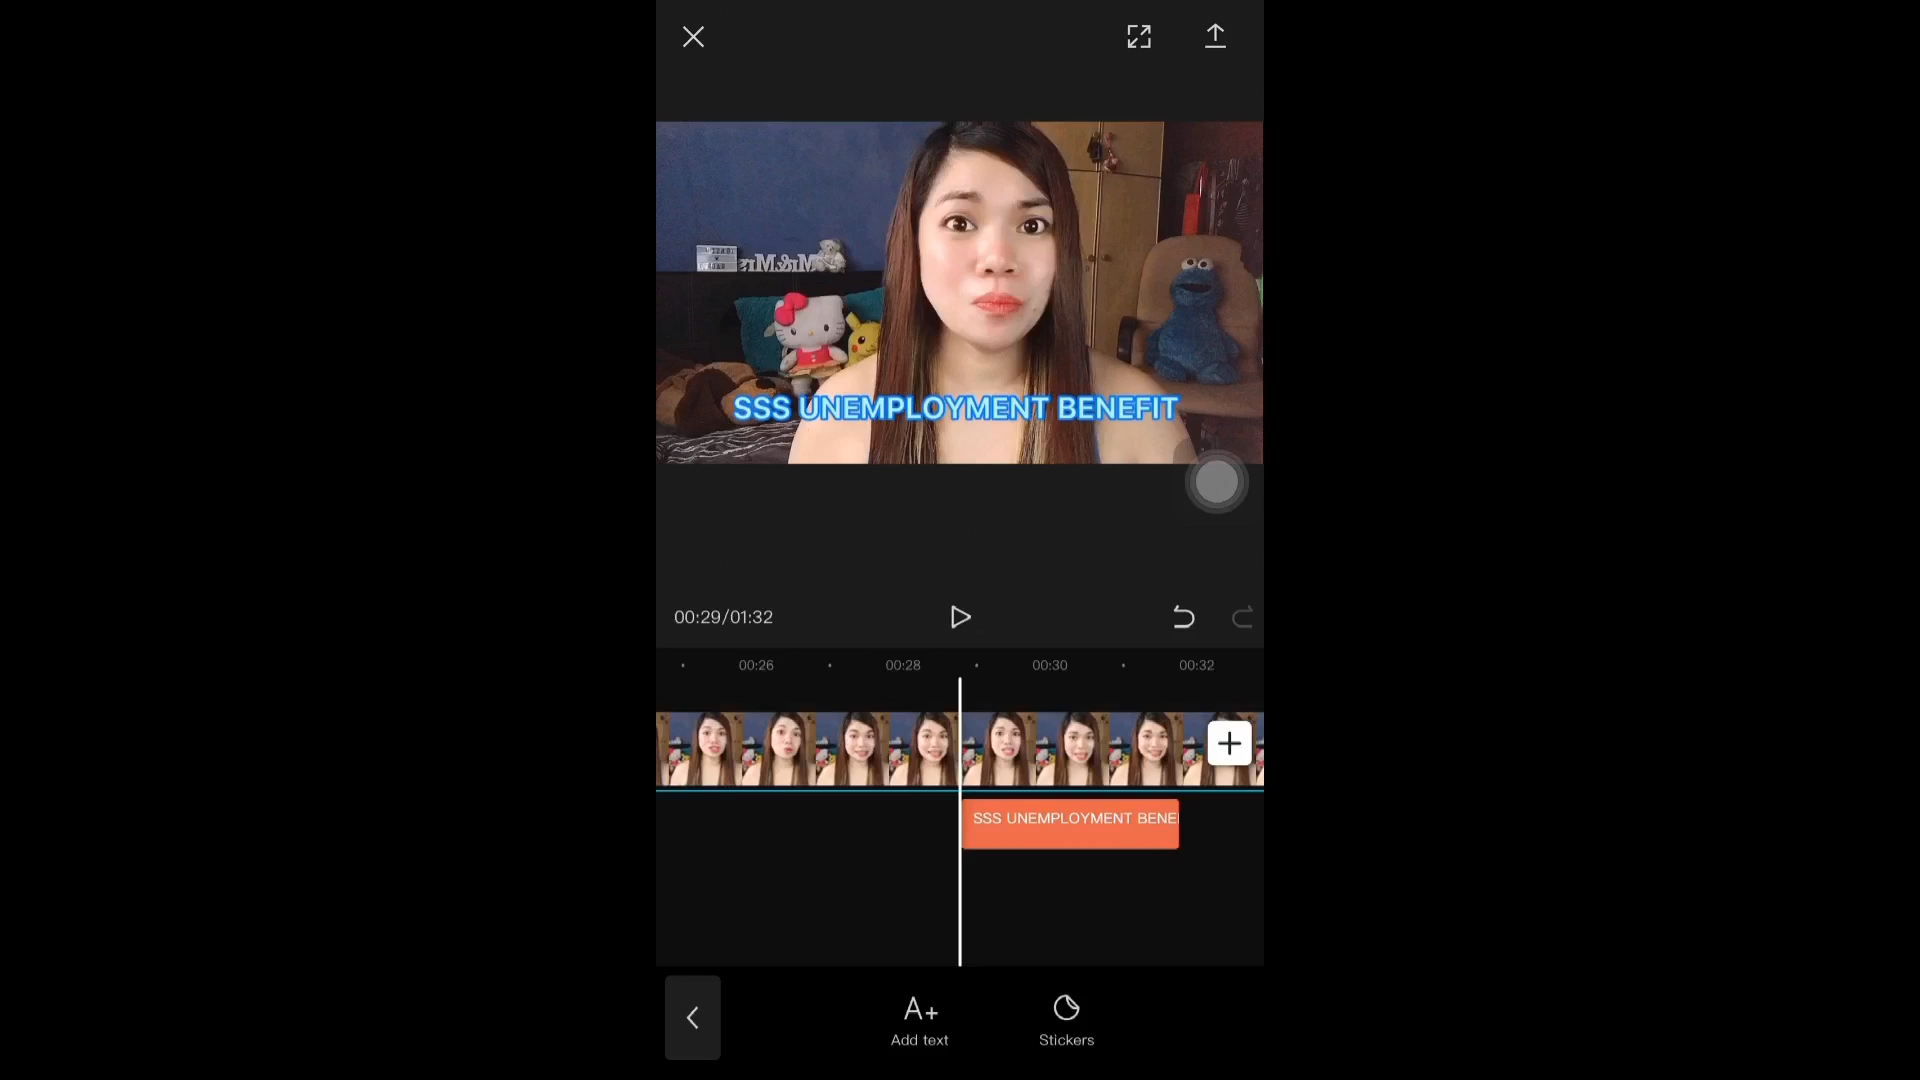 SSS UNEMPLOYMENT BENEFIT
00:29/01:32
00:26
00:28
00:30
00:32
SSS UNEMPLOYMENT BENE
Add text
Stickers